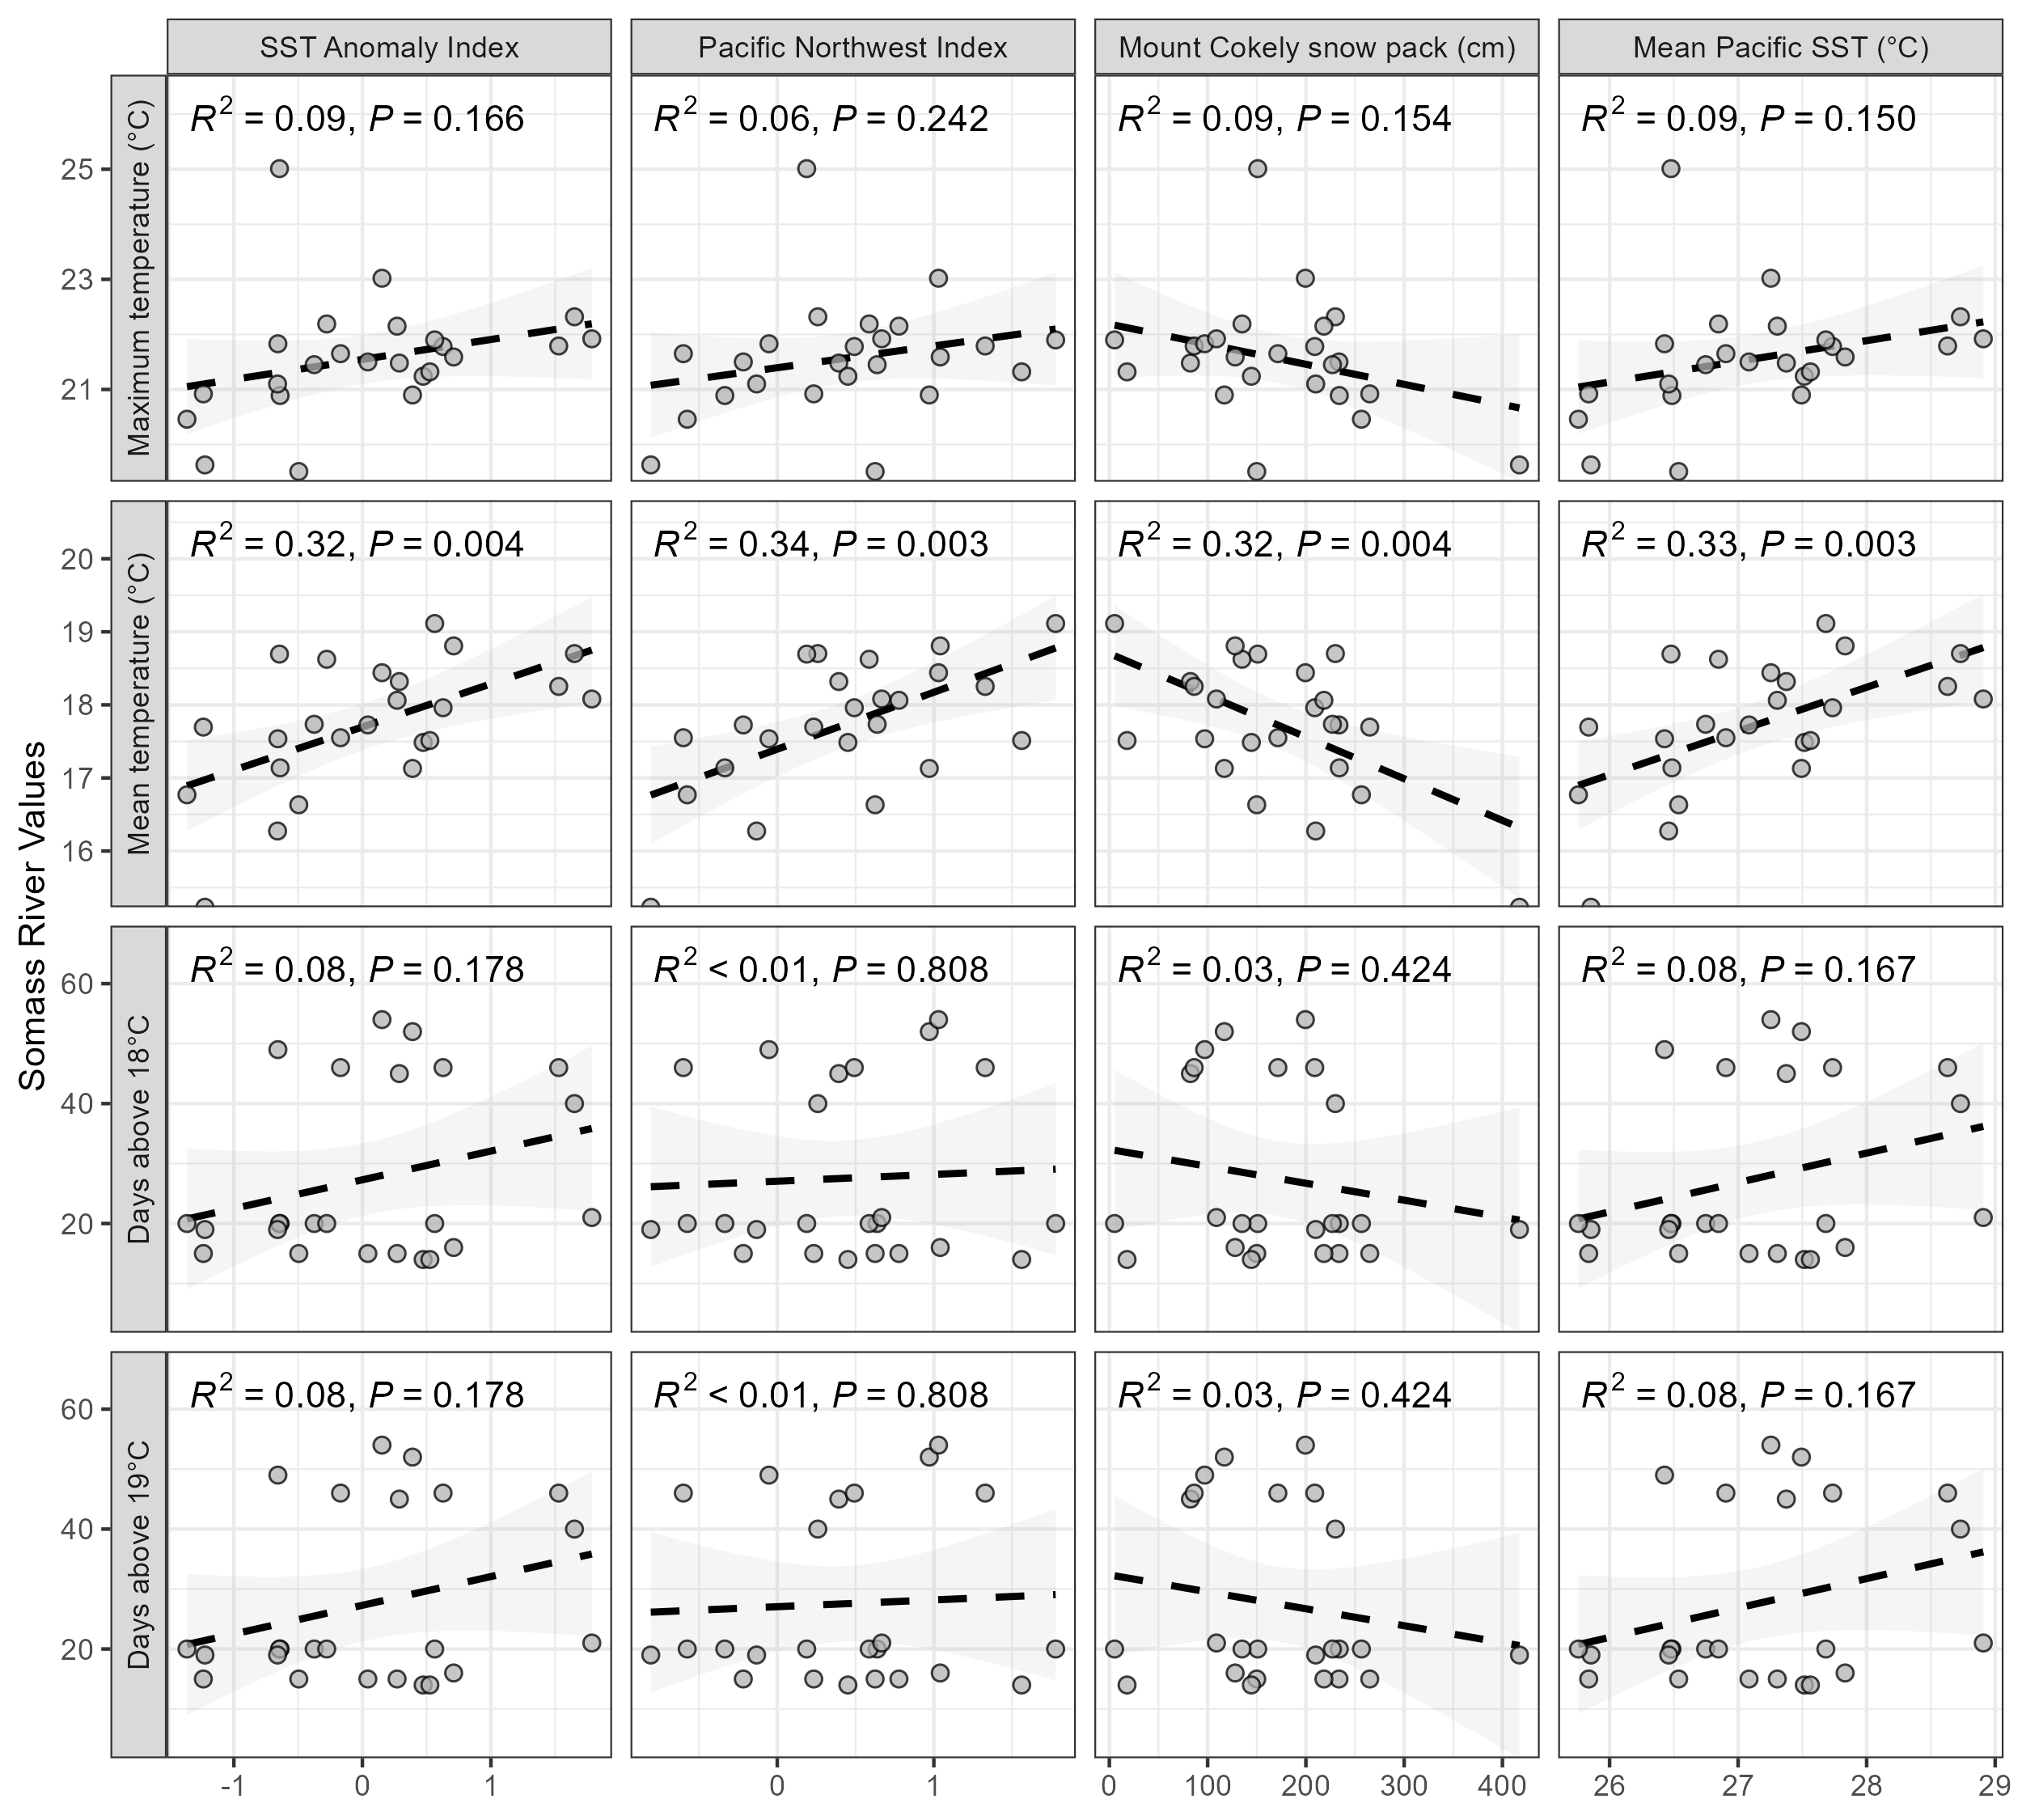 SST Anomaly Index
Pacific Northwest Index
Mount Cokely snow pack (cm)
Mean Pacific SST (°C)
Somass River Values
Maximum temperature (°C)
25
23
21
R² = 0.09, P = 0.166
R² = 0.06, P = 0.242
R² = 0.09, P = 0.154
R² = 0.09, P = 0.150
Mean temperature (°C)
20
19
18
17
16
R² = 0.32, P = 0.004
R² = 0.34, P = 0.003
R² = 0.32, P = 0.004
R² = 0.33, P = 0.003
Days above 18°C
60
40
20
R² = 0.08, P = 0.178
R² < 0.01, P = 0.808
R² = 0.03, P = 0.424
R² = 0.08, P = 0.167
Days above 19°C
60
40
20
R² = 0.08, P = 0.178
R² < 0.01, P = 0.808
R² = 0.03, P = 0.424
R² = 0.08, P = 0.167
-1 0 1
0 1
0 100 200 300 400
26 27 28 29